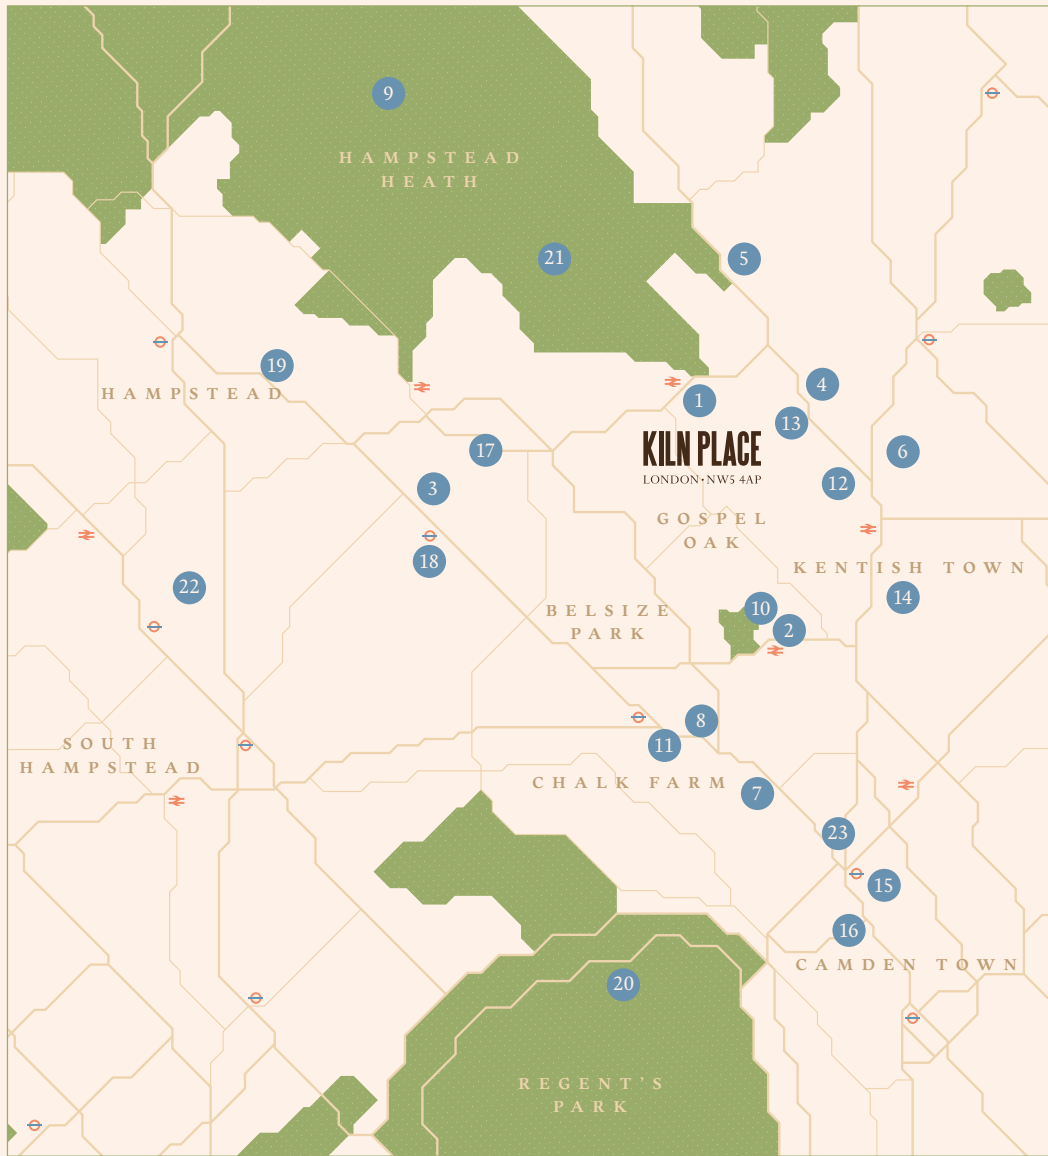 9
HAMPSTEAD
HEATH
21
5
19
HAMPSTEAD
4
1
13
17
KILN PLACE
LONDON•NW5 4AP
6
3
12
18
GOSPEL
OAK
KENTISH TOWN
22
14
BELSIZE
PARK
10
2
8
11
SOUTH
HAMPSTEAD
CHALK FARM
7
23
15
16
CAMDEN TOWN
20
REGENT'S
PARK